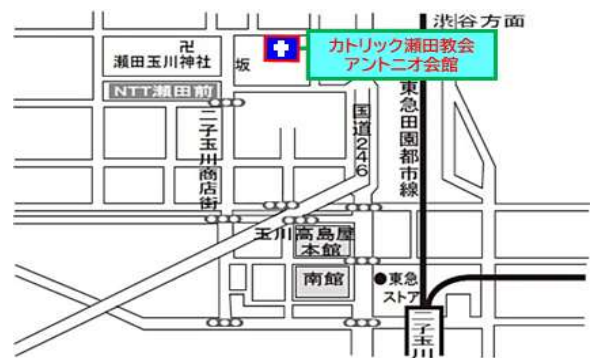 渋谷方面
カトリック瀬田教会
アントニオ会館
卍
瀬田玉川神社
坂
NTT瀬田前
二子玉川商店街
国道246
東急田園都市線
玉川高島屋
本館
南館
●東急
ストア
二子玉川